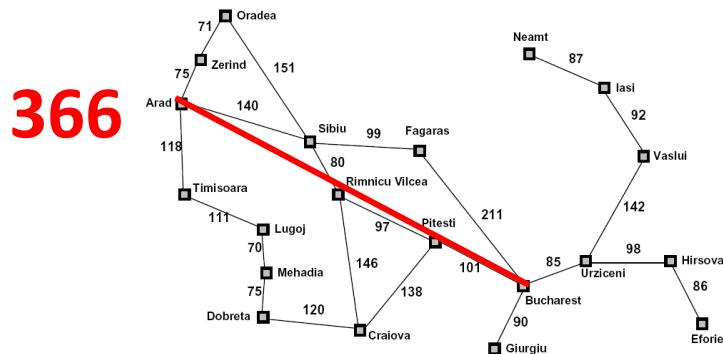 71
Oradea
Neamt
87
75
Zerind
151
Iasi
366
Arad
140
92
Sibiu
99
Fagaras
118
80
Vaslui
Rimnicu Vilcea
Timisoara
211
142
111
Lugoj
97
Pitesti
70
98
Hirsova
146
101
85
Urziceni
Mehadia
138
86
75
Bucharest
120
90
Dobreta
Craiova
Eforie
Giurgiu